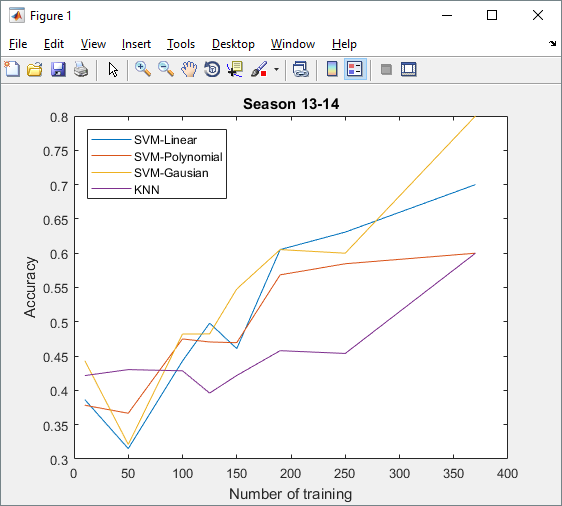 Figure 1
File Edit View Insert Tools Desktop Window Help
Season 13-14
SVM-Linear
SVM-Polynomial
SVM-Gausian
KNN
Accuracy
0.8
0.75
0.7
0.65
0.6
0.55
0.5
0.45
0.4
0.35
0.3
0 50 100 150 200 250 300 350 400
Number of training